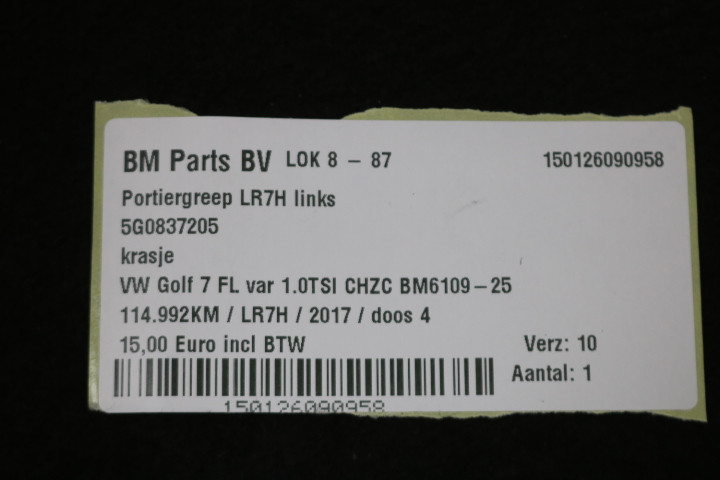 BM Parts BV LOK 8 - 87 150126090958
Portiergreep LR7H links
5G0837205
krasje
VW Golf 7 FL var 1.0TSI CHZC BM6109-25
114.992KM / LR7H / 2017 / doos 4
15,00 Euro incl BTW Verz: 10
Aantal: 1
150126090958